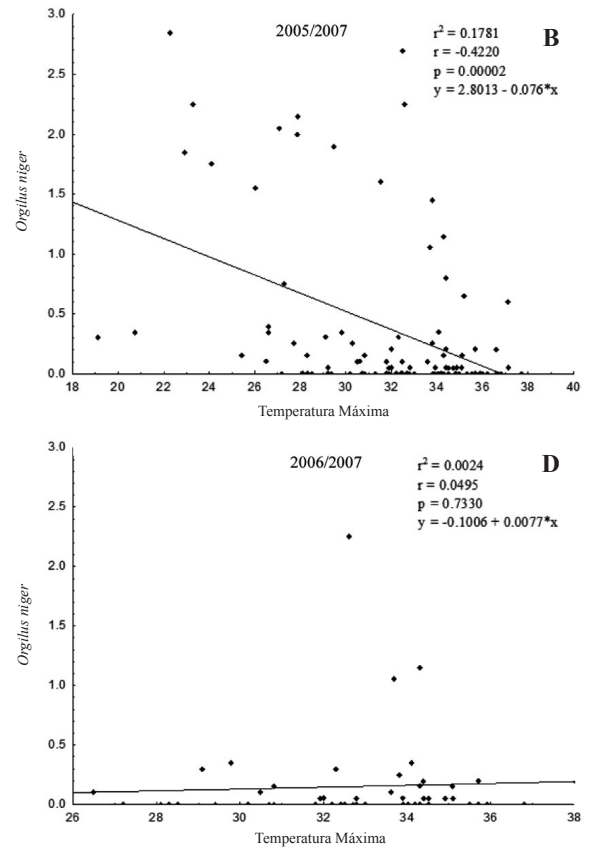 2005/2007
B
r² = 0.1781
r = -0.4220
p = 0.00002
y = 2.8013 - 0.076*x
3.0
2.5
2.0
1.5
1.0
0.5
0.0
Orgilus niger
18 20 22 24 26 28 30 32 34 36 38 40
Temperatura Máxima
2006/2007
D
r² = 0.0024
r = 0.0495
p = 0.7330
y = -0.1006 + 0.0077*x
3.0
2.5
2.0
1.5
1.0
0.5
0.0
Orgilus niger
26 28 30 32 34 36 38
Temperatura Máxima